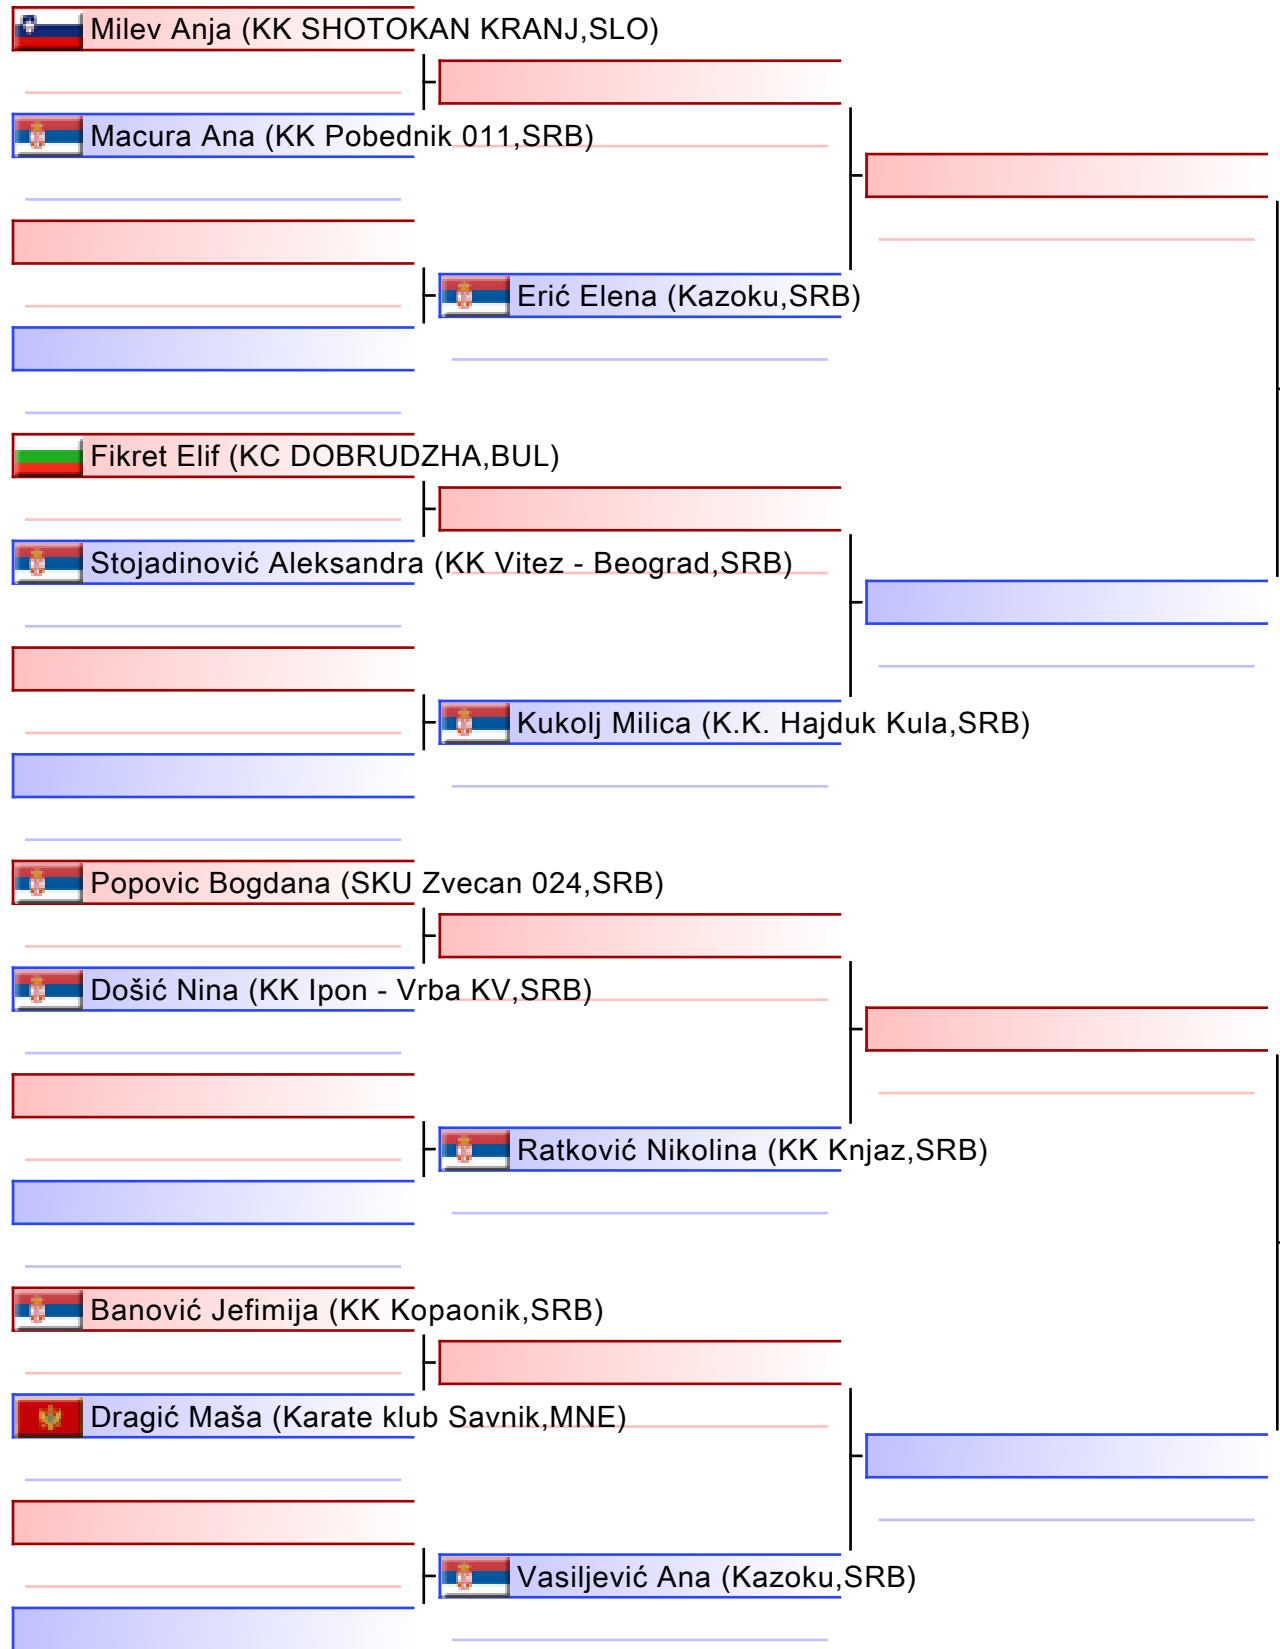 Milev Anja (KK SHOTOKAN KRANJ,SLO)
Macura Ana (KK Pobednik 011,SRB)
Erić Elena (Kazoku,SRB)
Fikret Elif (KC DOBRUDZHA,BUL)
Stojadinović Aleksandra (KK Vitez - Beograd,SRB)
Kukolj Milica (K.K. Hajduk Kula,SRB)
Popovic Bogdana (SKU Zvecan 024,SRB)
Došić Nina (KK Ipon - Vrba KV,SRB)
Ratković Nikolina (KK Knjaz,SRB)
Banović Jefimija (KK Kopaonik,SRB)
Dragić Maša (Karate klub Savnik,MNE)
Vasiljević Ana (Kazoku,SRB)